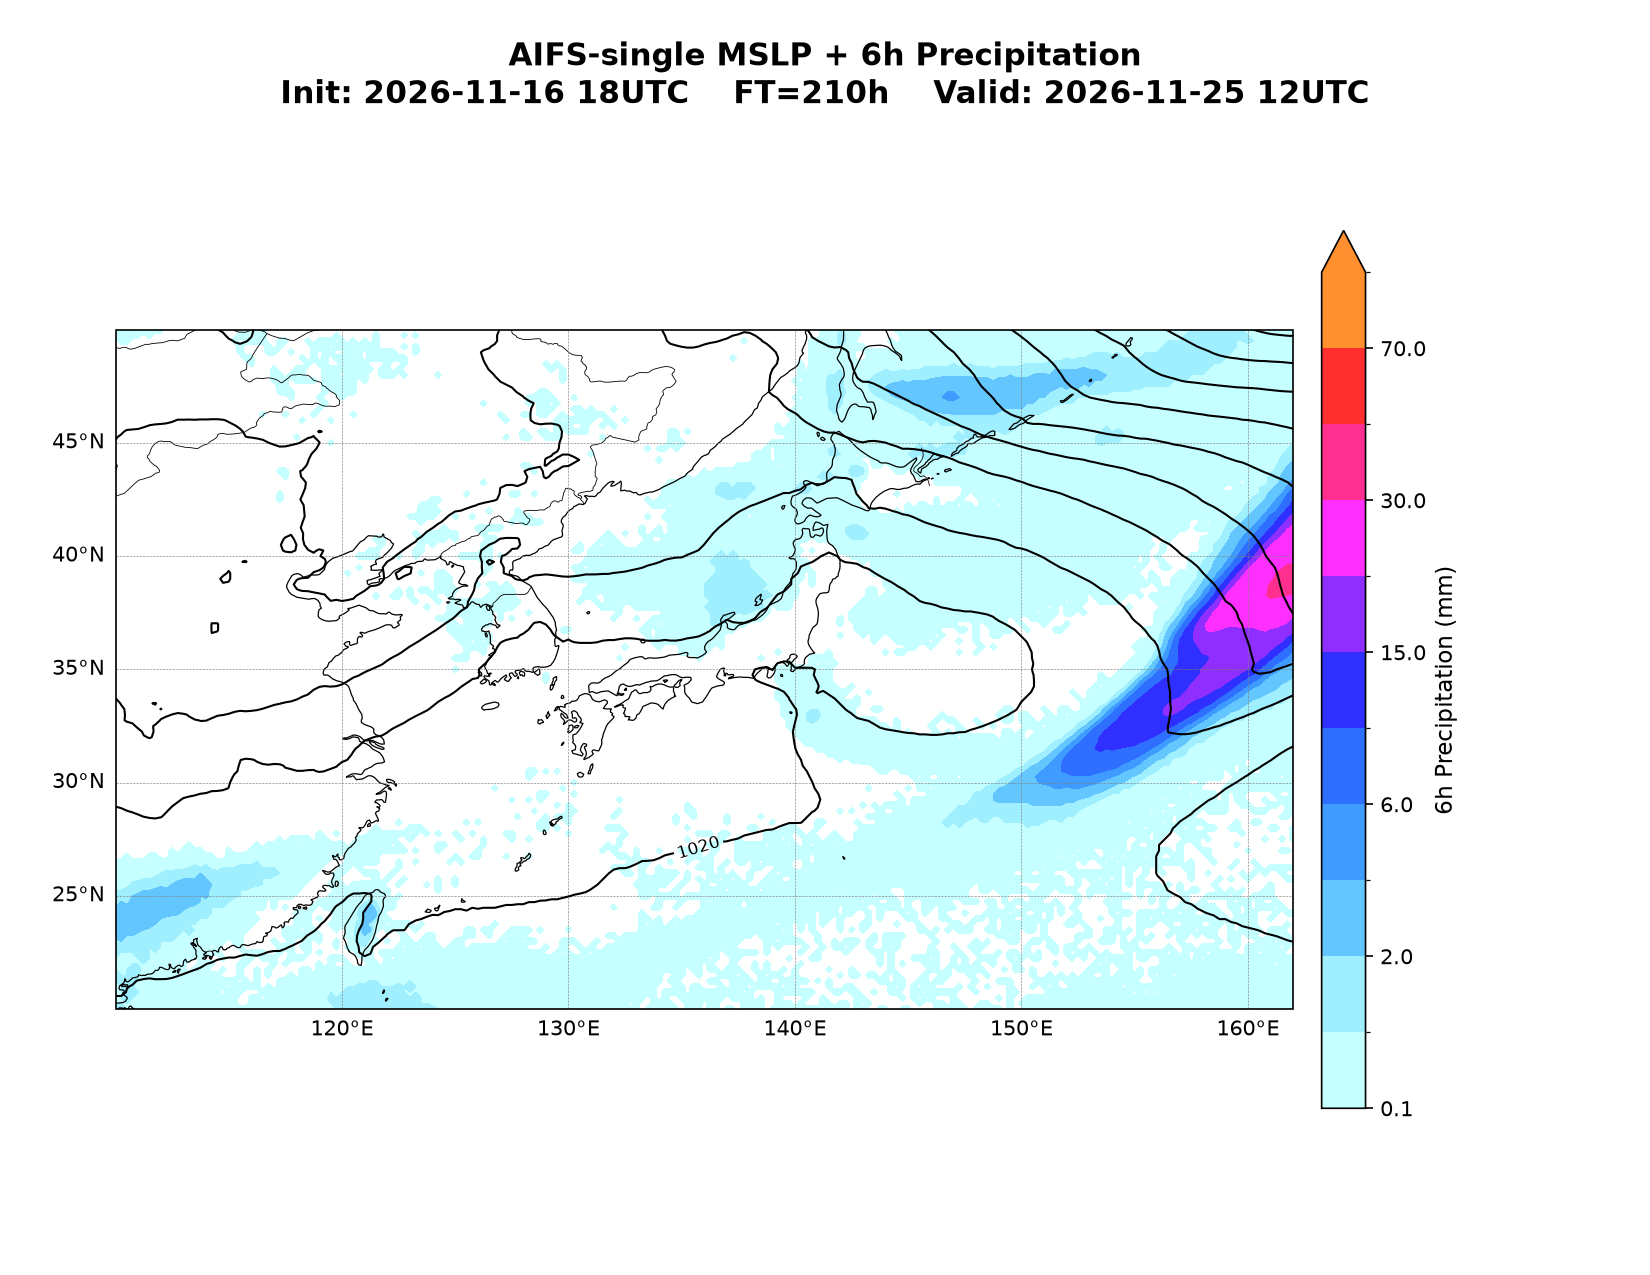 AIFS-single MSLP + 6h Precipitation
Init: 2026-11-16 18UTC    FT=210h    Valid: 2026-11-25 12UTC
70.0
30.0
15.0
6.0
2.0
0.1
6h Precipitation (mm)
45°N
40°N
35°N
30°N
25°N
1020
120°E
130°E
140°E
150°E
160°E